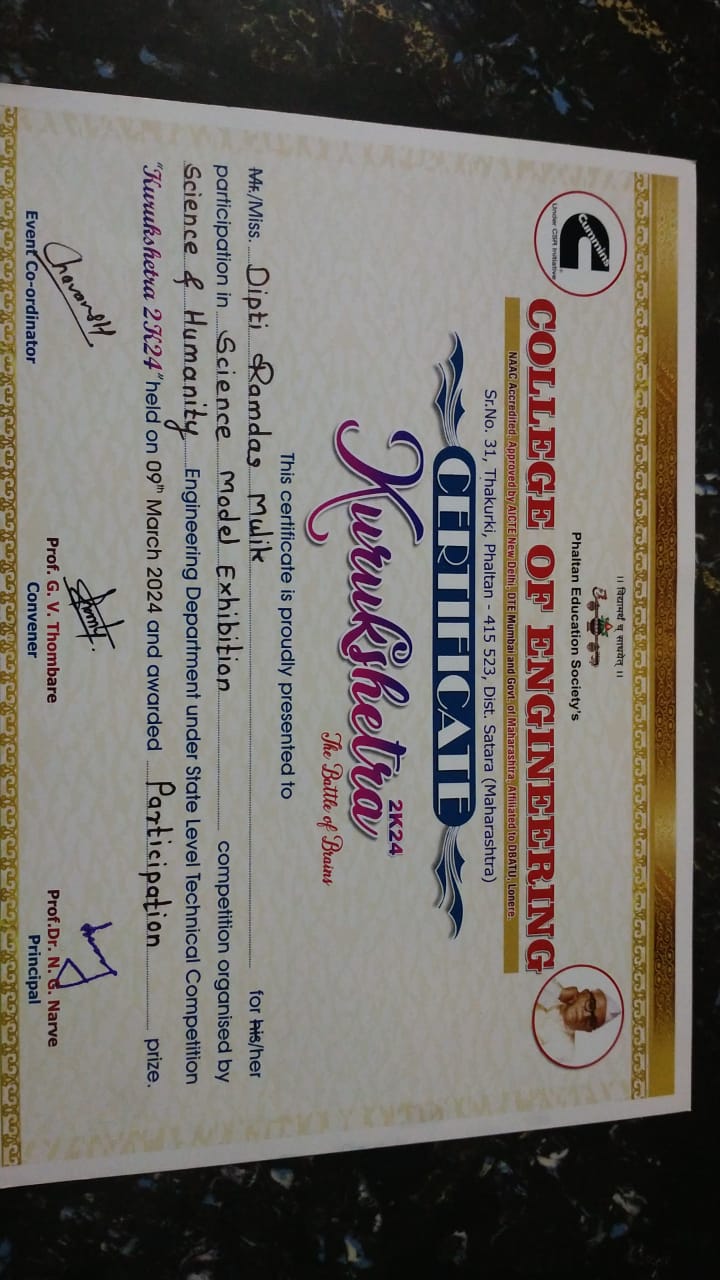 ।। विद्यामर्थं च साधयेत् ।।
Phaltan Education Society's
Cummins
Under CSR Initiative
COLLEGE OF ENGINEERING
NAAC Accredited, Approved by AICTE New Delhi, DTE Mumbai and Govt. of Maharashtra, Affiliated to DBATU, Lonere.
Sr.No. 31, Thakurki, Phaltan - 415 523, Dist. Satara (Maharashtra)
CERTIFICATE
Kurukshetra 2K24
The Battle of Brains
This certificate is proudly presented to
Mr./Miss. Dipti Ramdas Mulik for his/her
participation in Science Model Exhibition competition organised by
Science & Humanity Engineering Department under State Level Technical Competition
"Kurukshetra 2K24" held on 09th March 2024 and awarded Participation prize.
Prof. G. V. Thombare Prof.Dr. N. G. Narve
Event Co-ordinator Convener Principal